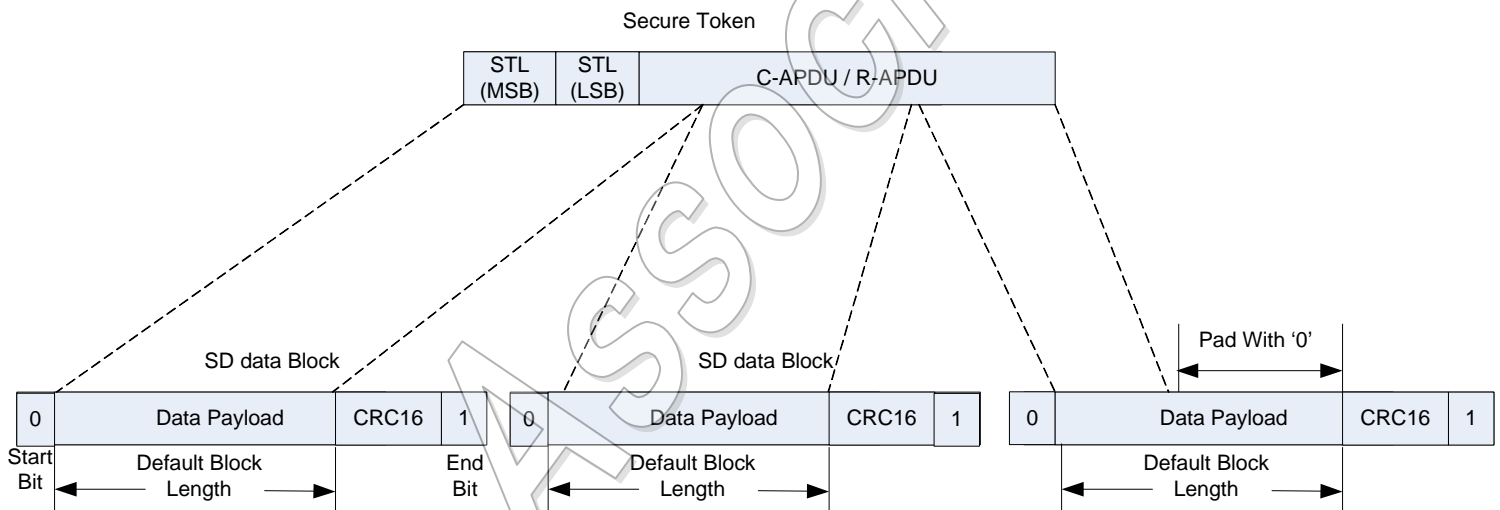 Secure Token
STL
(MSB)
STL
(LSB)
C-APDU / R-APDU
Pad With ‘0’
SD data Block
SD data Block
0
Data Payload
CRC16
1
0
Data Payload
CRC16
1
0
Data Payload
CRC16
1
Start
Bit
Default Block
Length
End
Bit
Default Block
Length
Default Block
Length